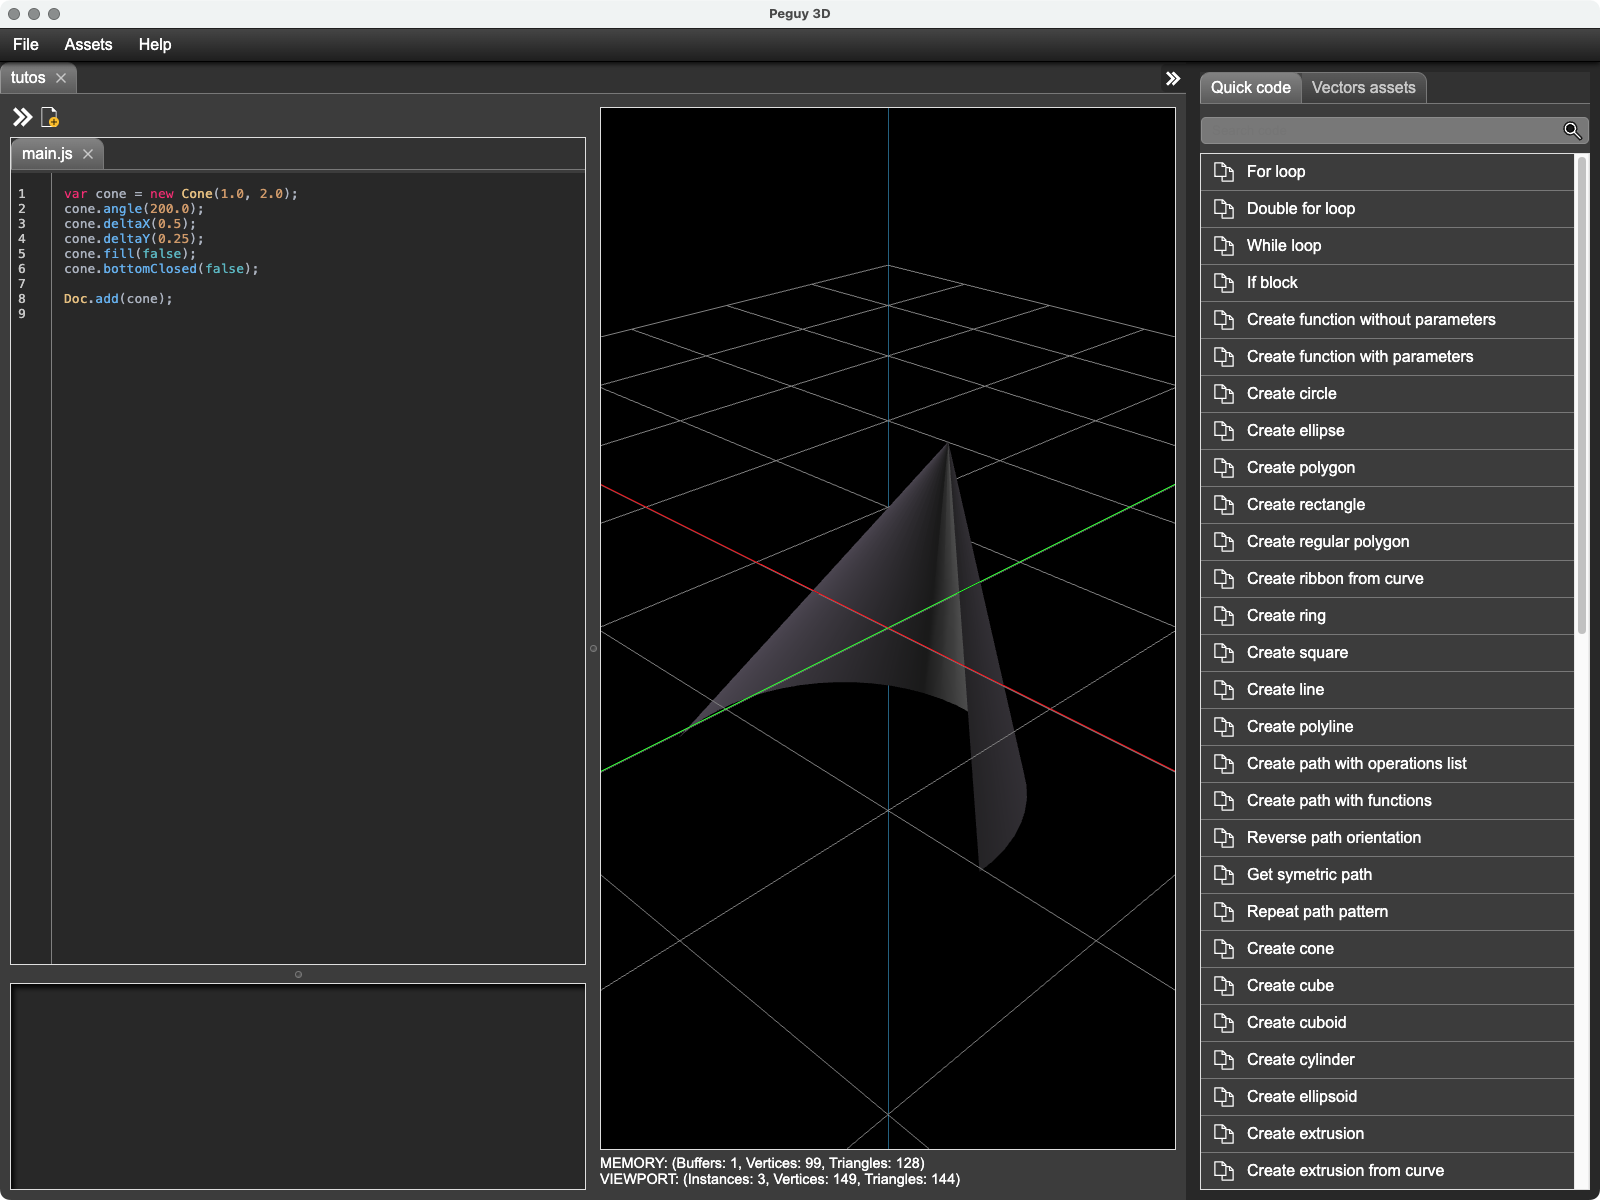 Peguy 3D
File Assets Help
tutos
main.js
1 var cone = new Cone(1.0, 2.0);
2 cone.angle(200.0);
3 cone.deltaX(0.5);
4 cone.deltaY(0.25);
5 cone.fill(false);
6 cone.bottomClosed(false);
7
8 Doc.add(cone);
9
MEMORY: (Buffers: 1, Vertices: 99, Triangles: 128)
VIEWPORT: (Instances: 3, Vertices: 149, Triangles: 144)
Quick code Vectors assets
For loop
Double for loop
While loop
If block
Create function without parameters
Create function with parameters
Create circle
Create ellipse
Create polygon
Create rectangle
Create regular polygon
Create ribbon from curve
Create ring
Create square
Create line
Create polyline
Create path with operations list
Create path with functions
Reverse path orientation
Get symetric path
Repeat path pattern
Create cone
Create cube
Create cuboid
Create cylinder
Create ellipsoid
Create extrusion
Create extrusion from curve